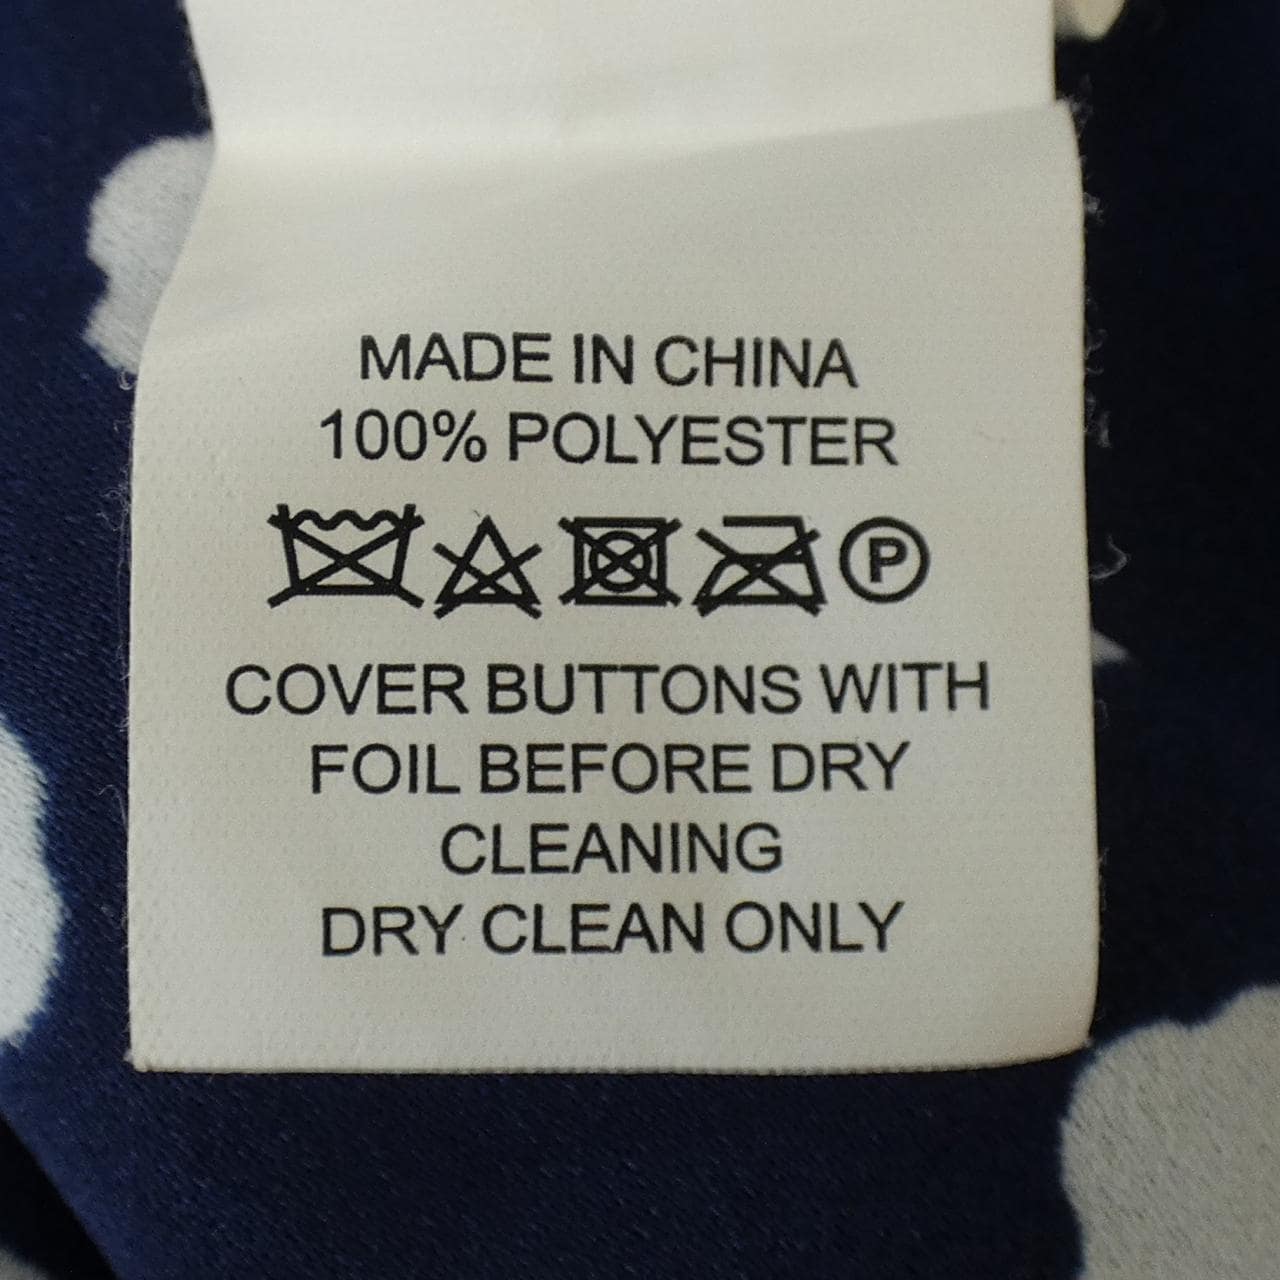 MADE IN CHINA
100% POLYESTER
P
COVER BUTTONS WITH
FOIL BEFORE DRY
CLEANING
DRY CLEAN ONLY